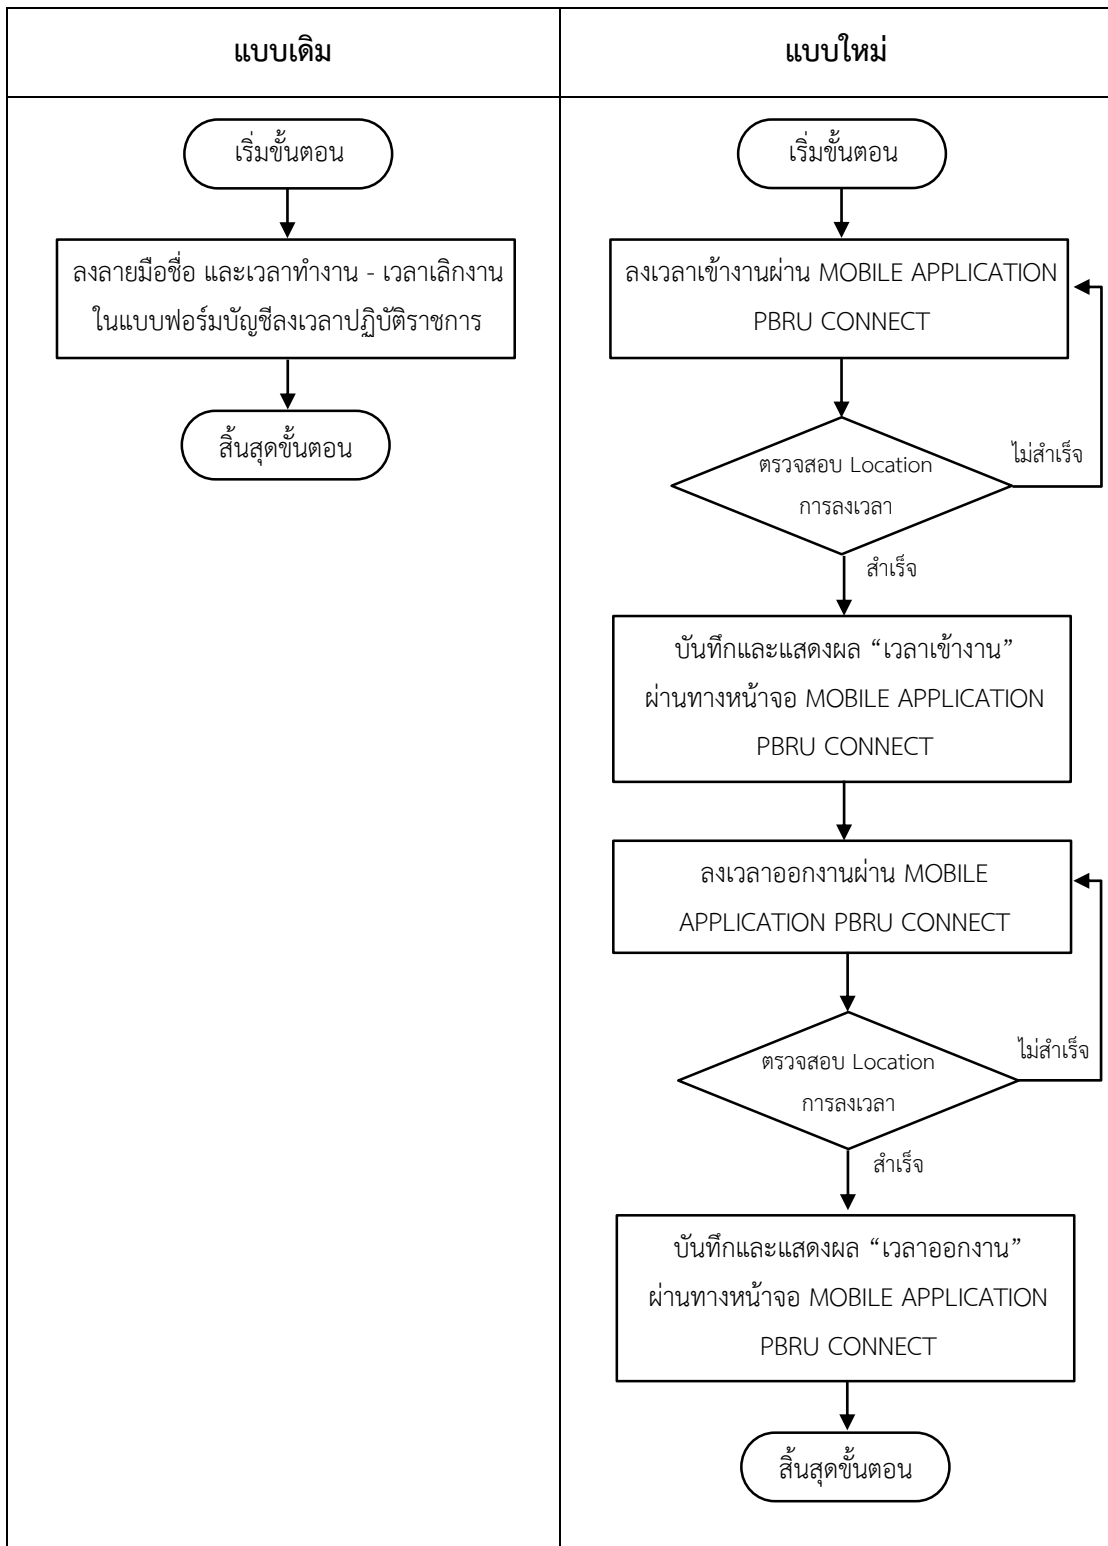 แบบเดิม
แบบใหม่
เริ่มขั้นตอน
ลงลายมือชื่อ และเวลาทำงาน - เวลาเลิกงาน
ในแบบฟอร์มบัญชีลงเวลาปฏิบัติราชการ
สิ้นสุดขั้นตอน
เริ่มขั้นตอน
ลงเวลาเข้างานผ่าน MOBILE APPLICATION
PBRU CONNECT
ตรวจสอบ Location
การลงเวลา
ไม่สำเร็จ
สำเร็จ
บันทึกและแสดงผล “เวลาเข้างาน”
ผ่านทางหน้าจอ MOBILE APPLICATION
PBRU CONNECT
ลงเวลาออกงานผ่าน MOBILE
APPLICATION PBRU CONNECT
ตรวจสอบ Location
การลงเวลา
ไม่สำเร็จ
สำเร็จ
บันทึกและแสดงผล “เวลาออกงาน”
ผ่านทางหน้าจอ MOBILE APPLICATION
PBRU CONNECT
สิ้นสุดขั้นตอน